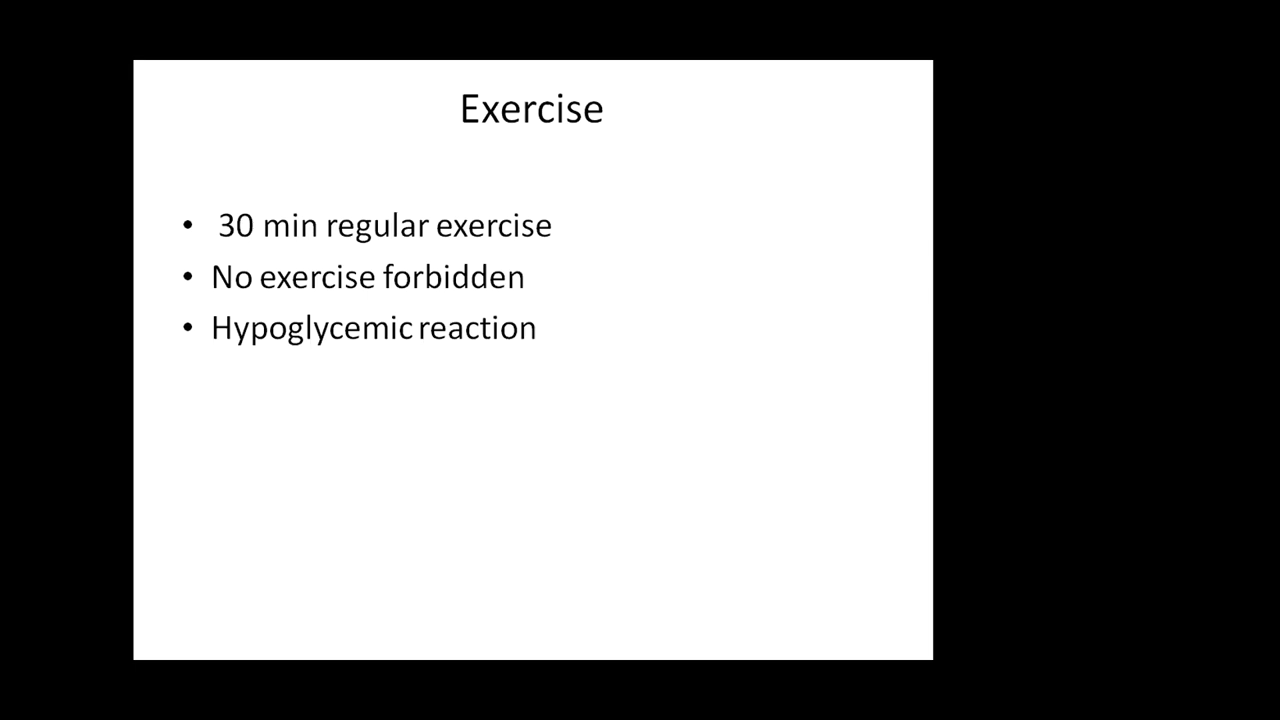 Exercise
• 30 min regular exercise
• No exercise forbidden
• Hypoglycemic reaction